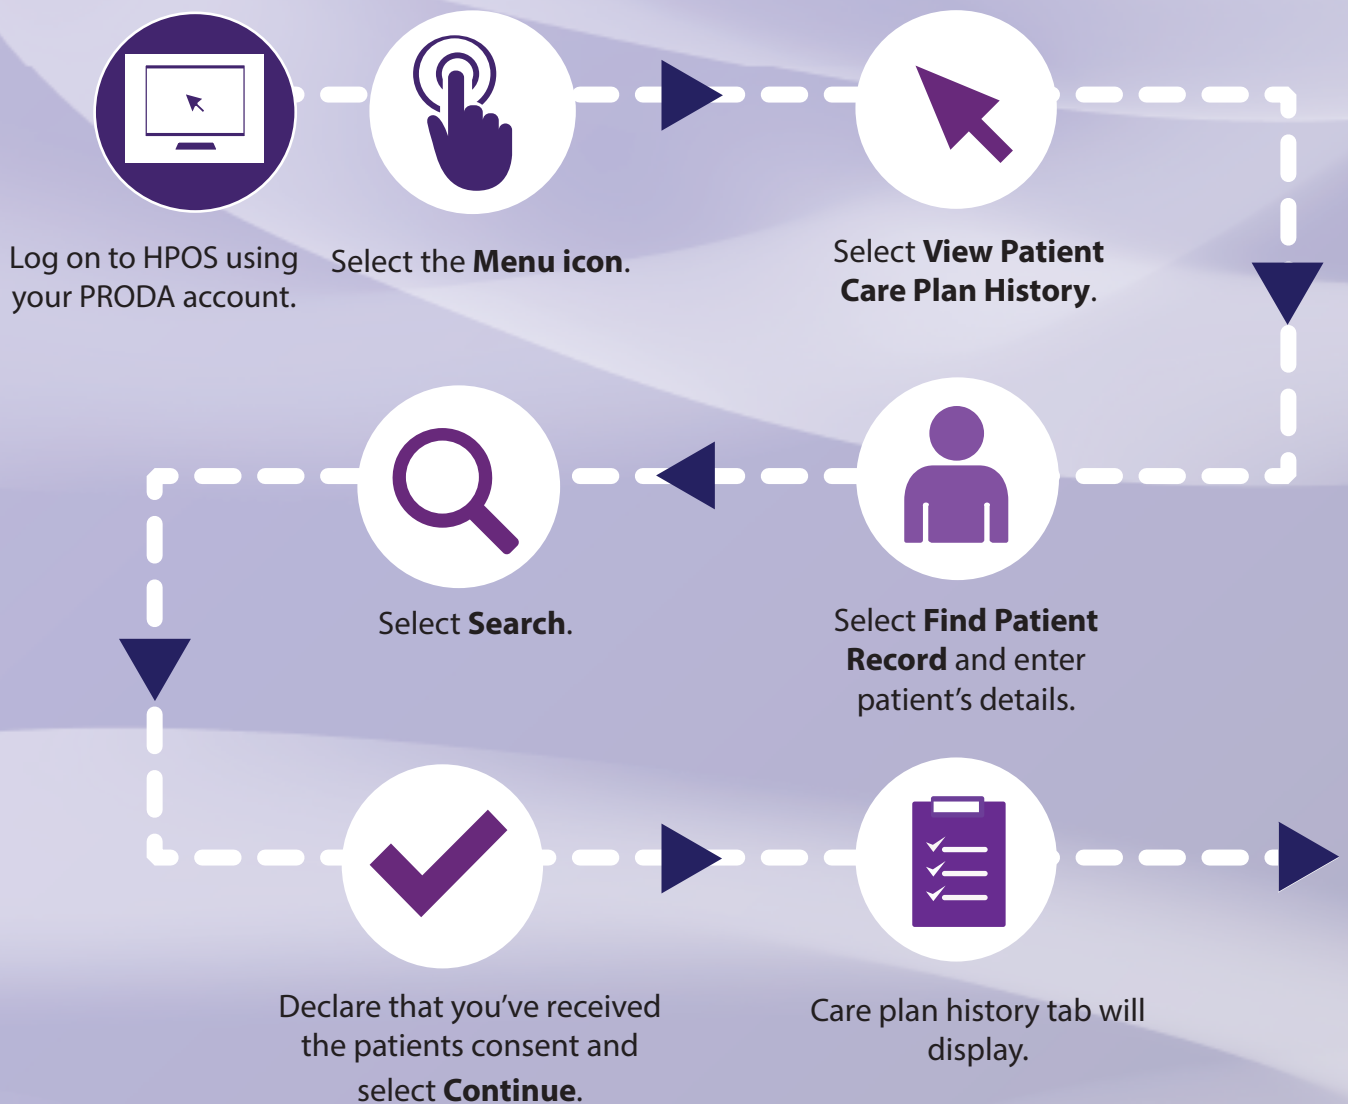 Log on to HPOS using
your PRODA account.
Select the Menu icon.
Select View Patient
Care Plan History.
Select Find Patient
Record and enter
patient’s details.
Select Search.
Declare that you’ve received
the patients consent and
select Continue.
Care plan history tab will
display.